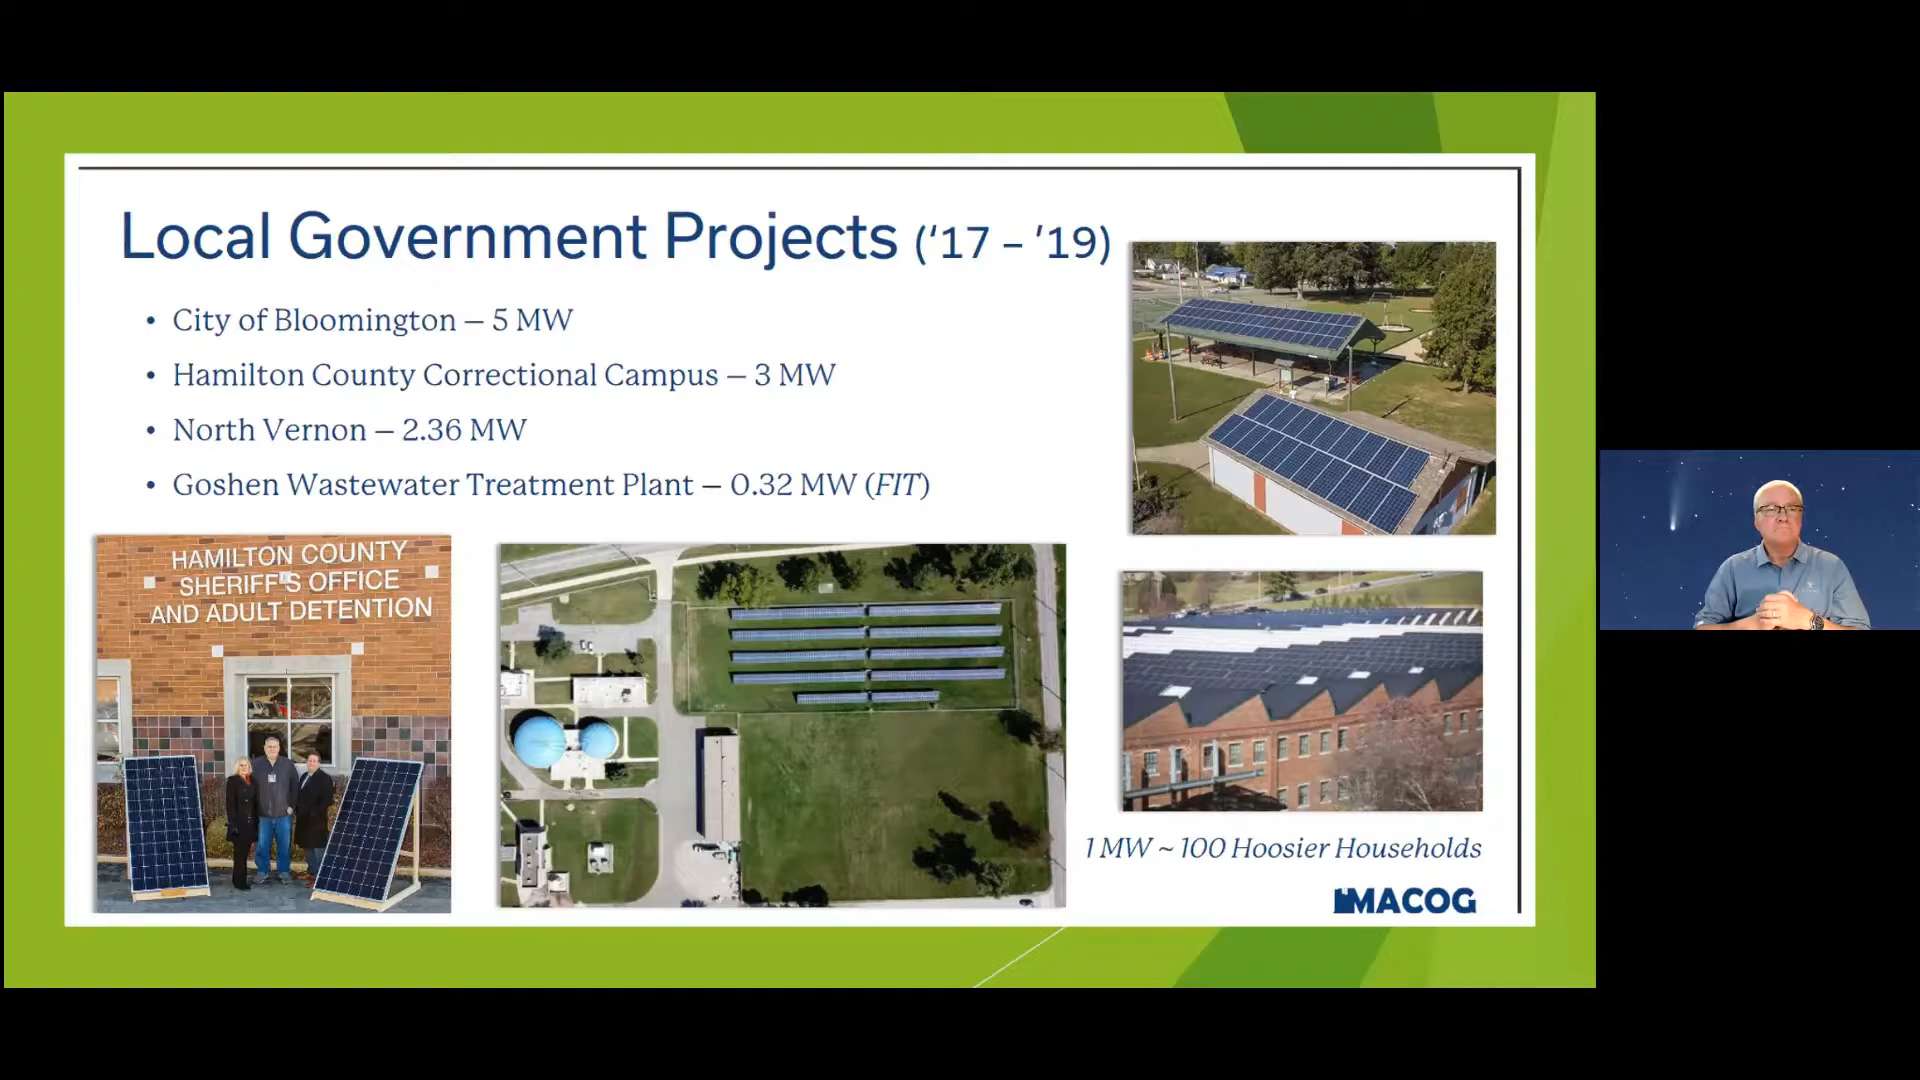 Local Government Projects (‘17 – ’19)
• City of Bloomington – 5 MW
• Hamilton County Correctional Campus – 3 MW
• North Vernon – 2.36 MW
• Goshen Wastewater Treatment Plant – 0.32 MW (FIT)
HAMILTON COUNTY
SHERIFF'S OFFICE
AND ADULT DETENTION
1 MW ~ 100 Hoosier Households
MACOG